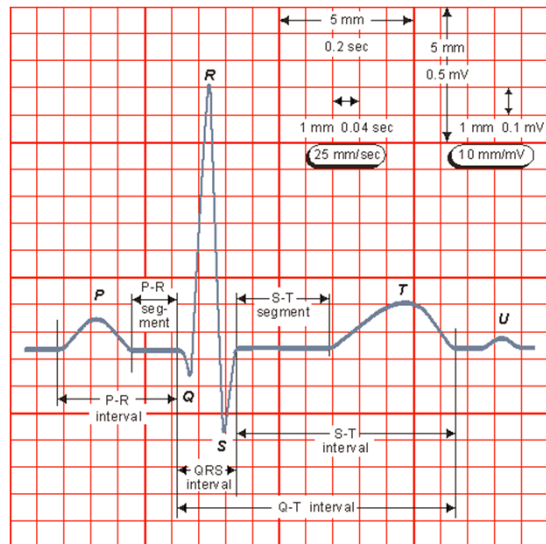 5 mm
0.2 sec
5 mm
0.5 mV
R
1 mm 0.04 sec
1 mm 0.1 mV
25 mm/sec
10 mm/mV
P
P-R
seg-
ment
S-T
segment
T
U
Q
P-R
interval
S
S-T
interval
QRS
interval
Q-T interval